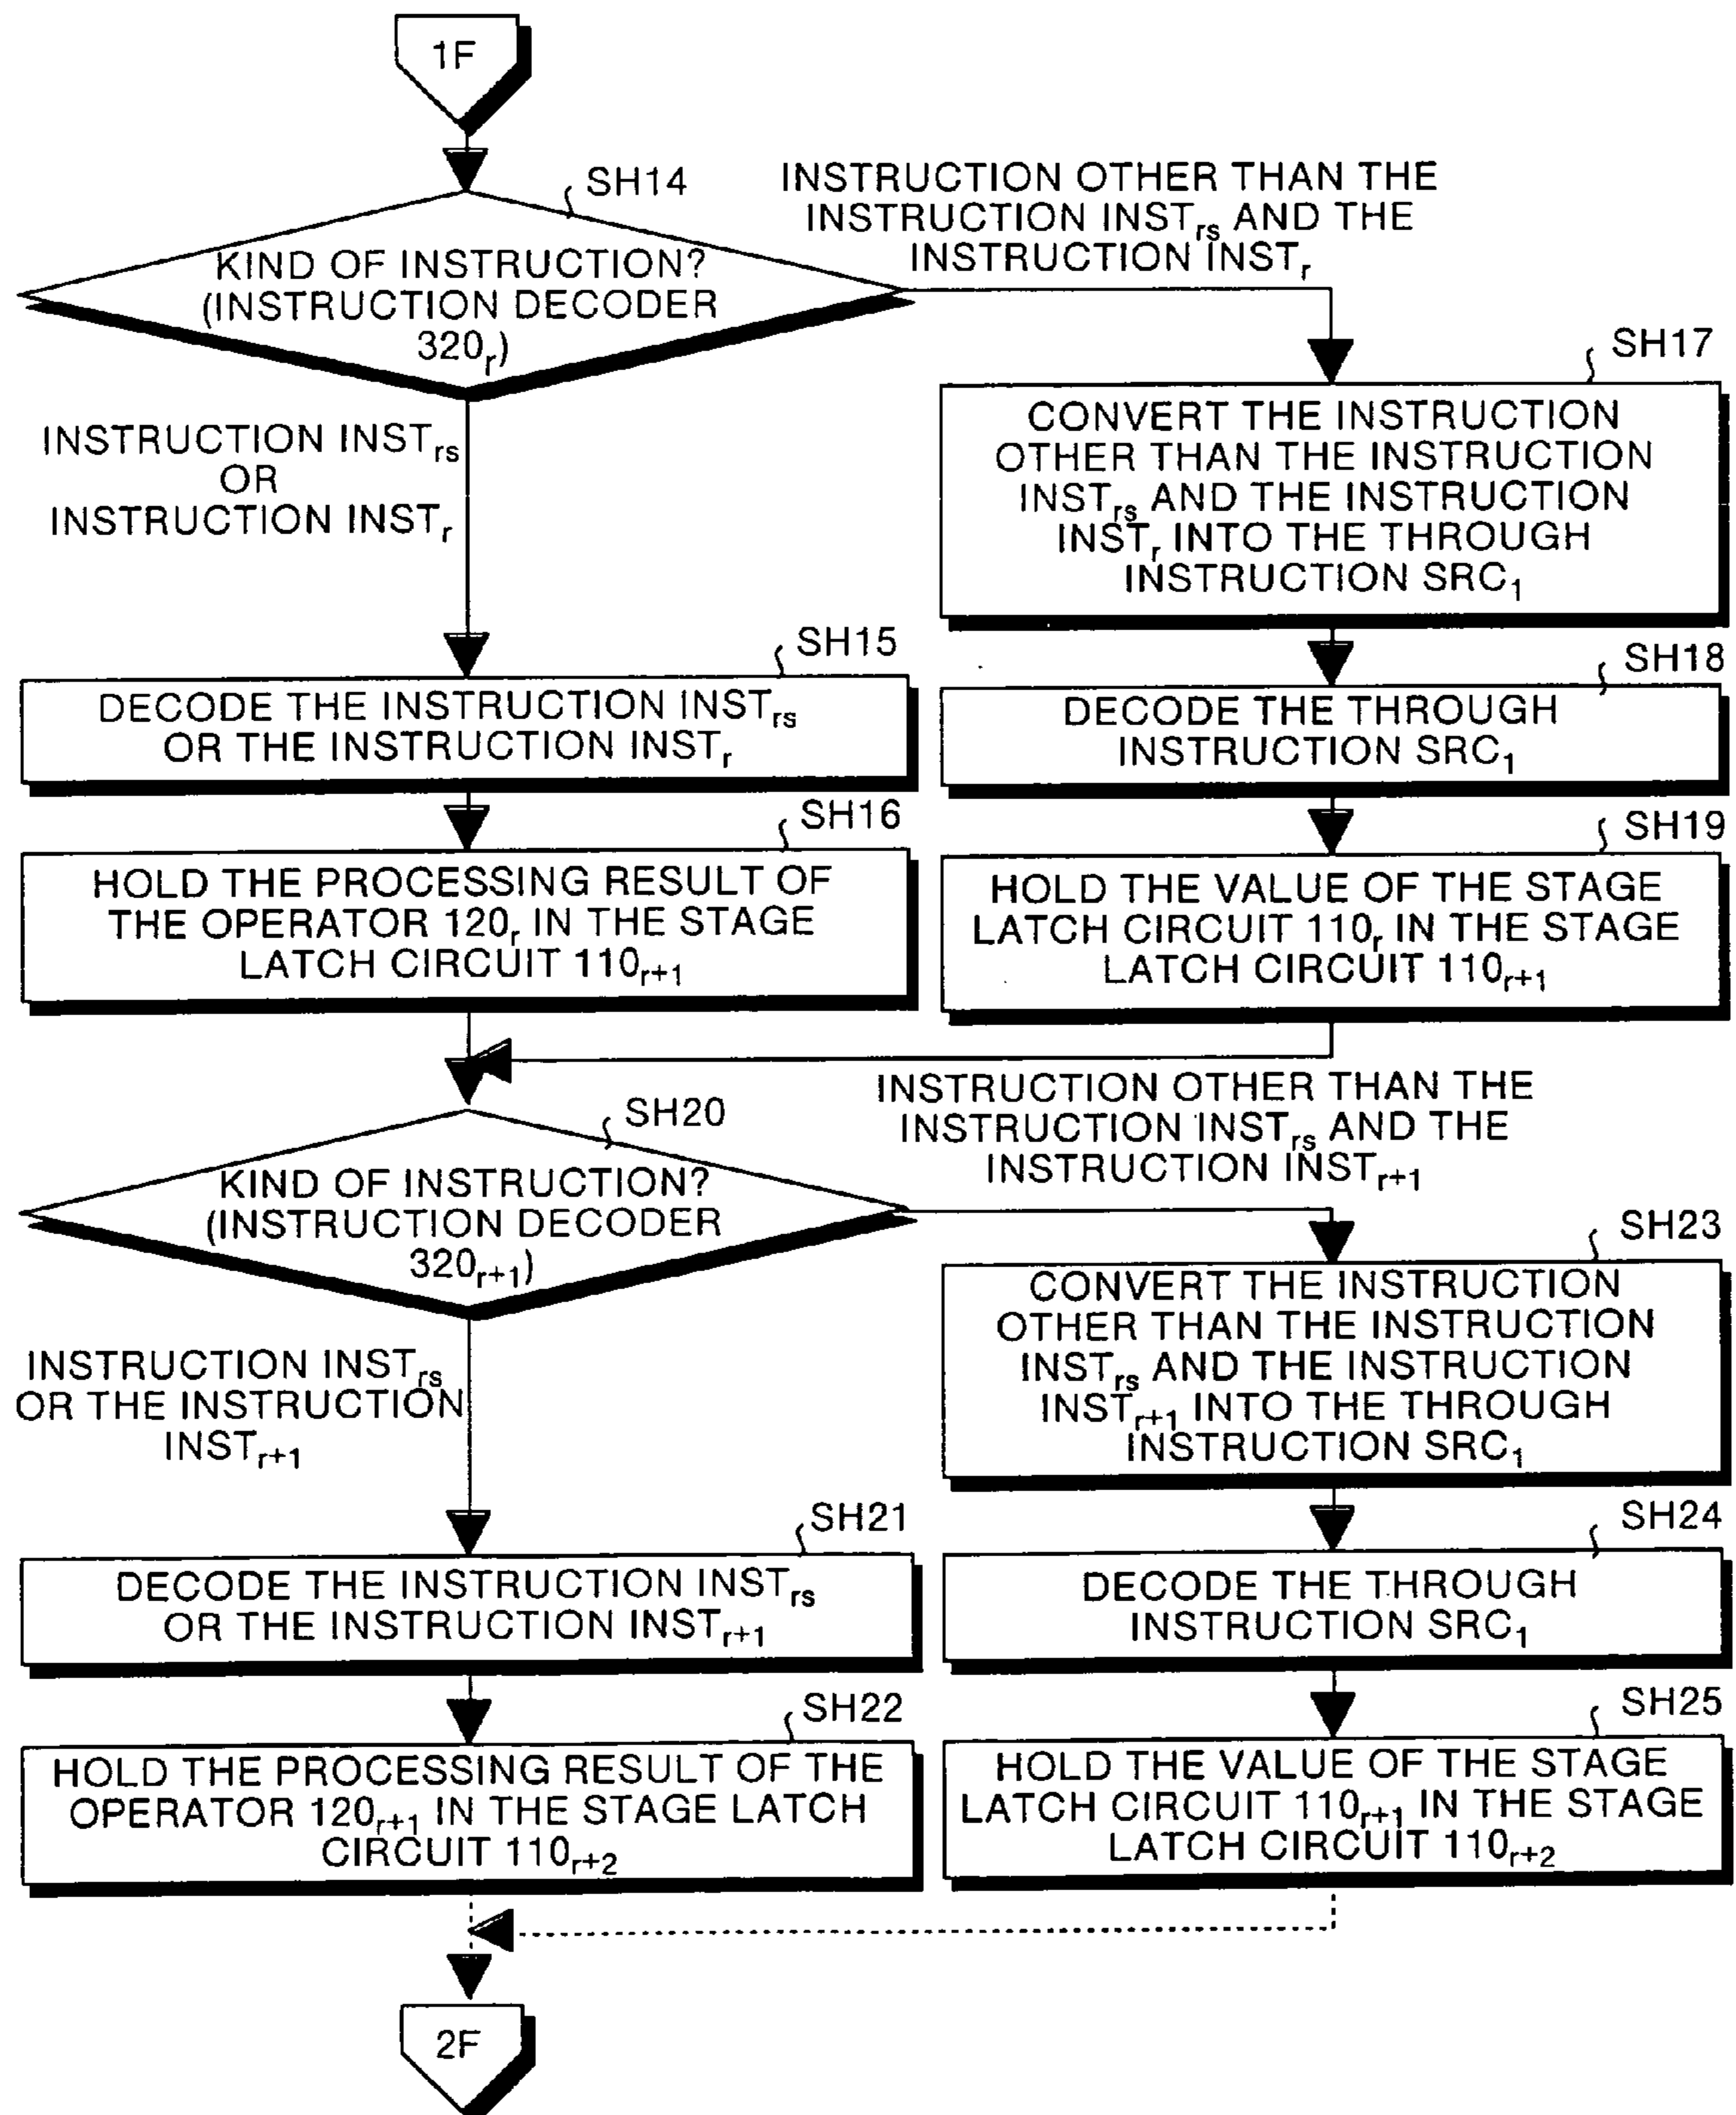 1F
SH14
KIND OF INSTRUCTION?
(INSTRUCTION DECODER
320r)
INSTRUCTION OTHER THAN THE
INSTRUCTION INSTrs AND THE
INSTRUCTION INSTr
INSTRUCTION INSTrs
OR
INSTRUCTION INSTr
SH17
CONVERT THE INSTRUCTION
OTHER THAN THE INSTRUCTION
INSTrs AND THE INSTRUCTION
INSTr INTO THE THROUGH
INSTRUCTION SRC1
SH15
DECODE THE INSTRUCTION INSTrs
OR THE INSTRUCTION INSTr
SH18
DECODE THE THROUGH
INSTRUCTION SRC1
SH16
HOLD THE PROCESSING RESULT OF
THE OPERATOR 120r IN THE STAGE
LATCH CIRCUIT 110r+1
SH19
HOLD THE VALUE OF THE STAGE
LATCH CIRCUIT 110r IN THE STAGE
LATCH CIRCUIT 110r+1
SH20
KIND OF INSTRUCTION?
(INSTRUCTION DECODER
320r+1)
INSTRUCTION OTHER THAN THE
INSTRUCTION INSTrs AND THE
INSTRUCTION INSTr+1
INSTRUCTION INSTrs
OR THE INSTRUCTION
INSTr+1
SH23
CONVERT THE INSTRUCTION
OTHER THAN THE INSTRUCTION
INSTrs AND THE INSTRUCTION
INSTr+1 INTO THE THROUGH
INSTRUCTION SRC1
SH21
DECODE THE INSTRUCTION INSTrs
OR THE INSTRUCTION INSTr+1
SH24
DECODE THE THROUGH
INSTRUCTION SRC1
SH22
HOLD THE PROCESSING RESULT OF THE
OPERATOR 120r+1 IN THE STAGE LATCH
CIRCUIT 110r+2
SH25
HOLD THE VALUE OF THE STAGE
LATCH CIRCUIT 110r+1 IN THE STAGE
LATCH CIRCUIT 110r+2
2F